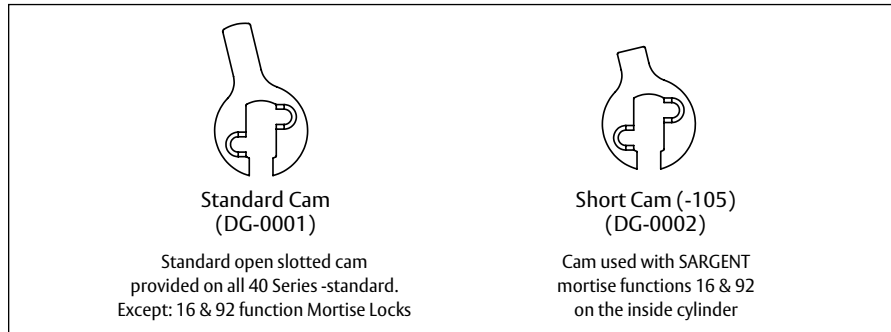 Standard Cam
(DG-0001)
Standard open slotted cam
provided on all 40 Series -standard.
Except: 16 & 92 function Mortise Locks
Short Cam (-105)
(DG-0002)
Cam used with SARGENT
mortise functions 16 & 92
on the inside cylinder